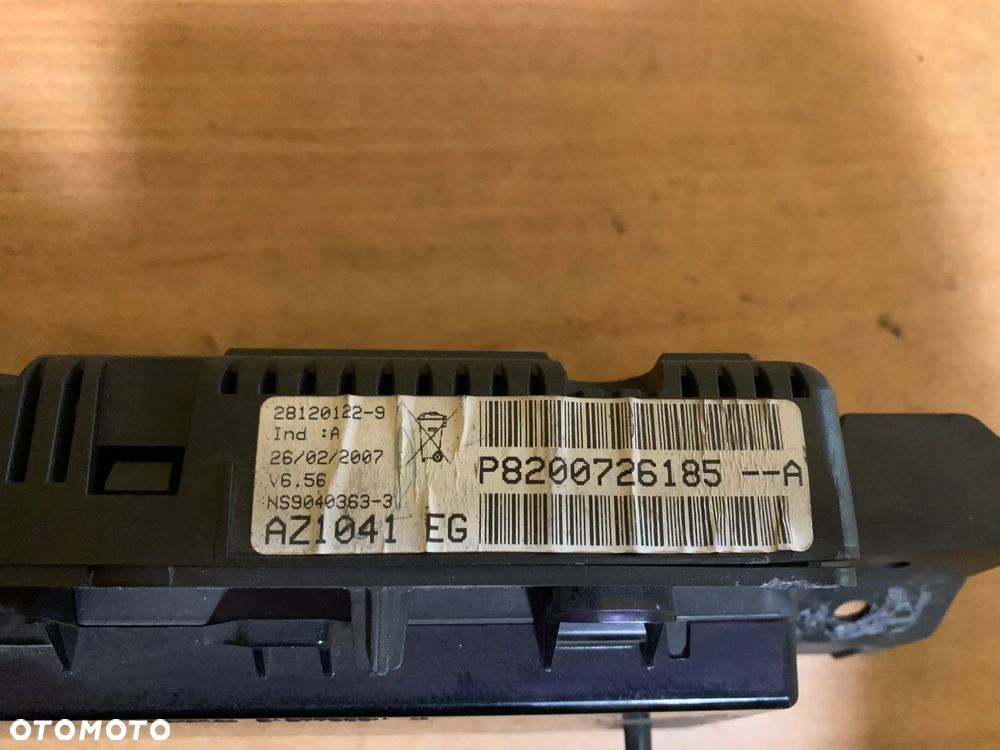 28120122-9
Ind :A
26/02/2007
V6.56
NS9040363-3
AZ1041 EG
P8200726185 --A
OTOMOTO